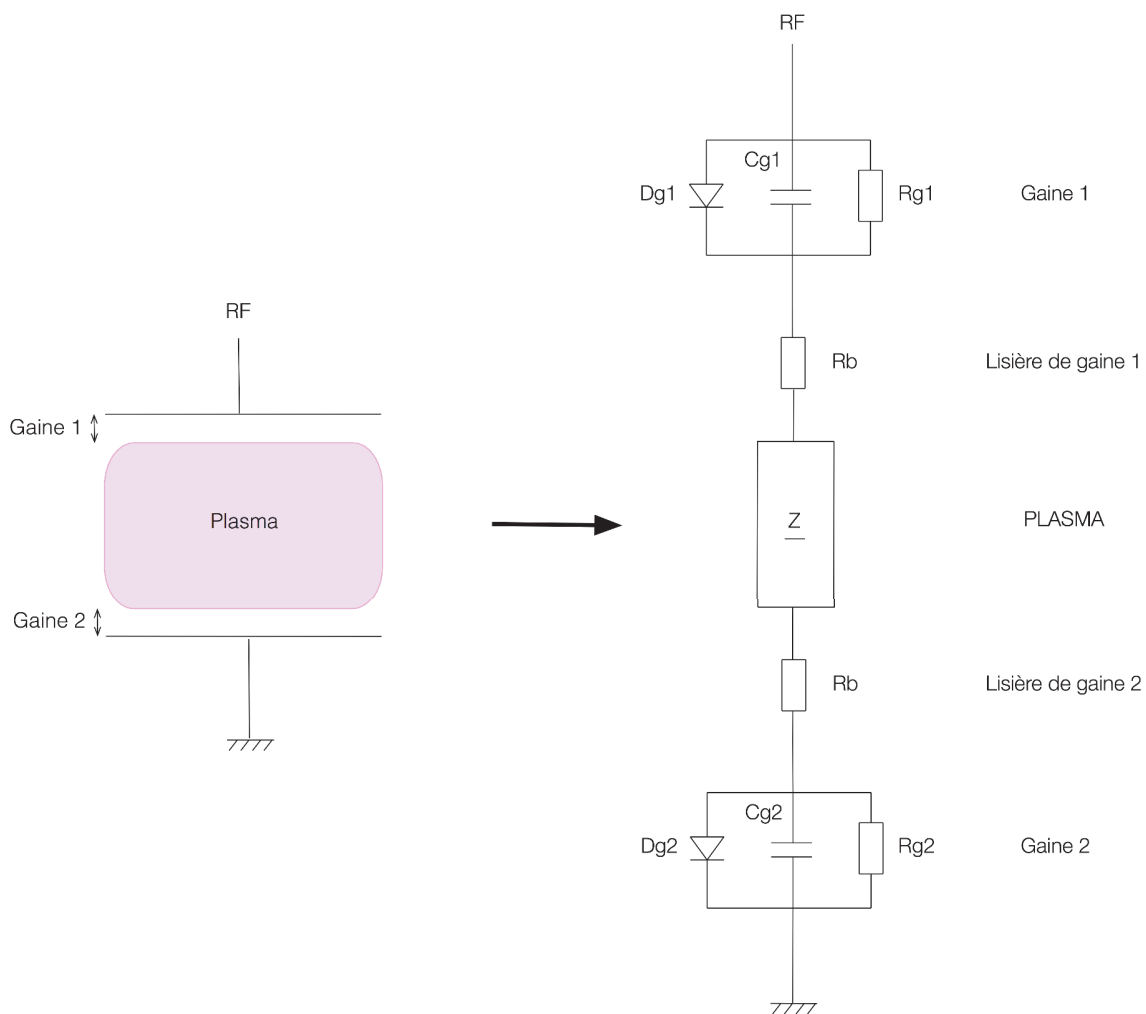 RF
Gaine 1
Plasma
Gaine 2
RF
Cg1
Dg1
Rg1
Gaine 1
Rb
Lisière de gaine 1
Z
PLASMA
Rb
Lisière de gaine 2
Cg2
Dg2
Rg2
Gaine 2